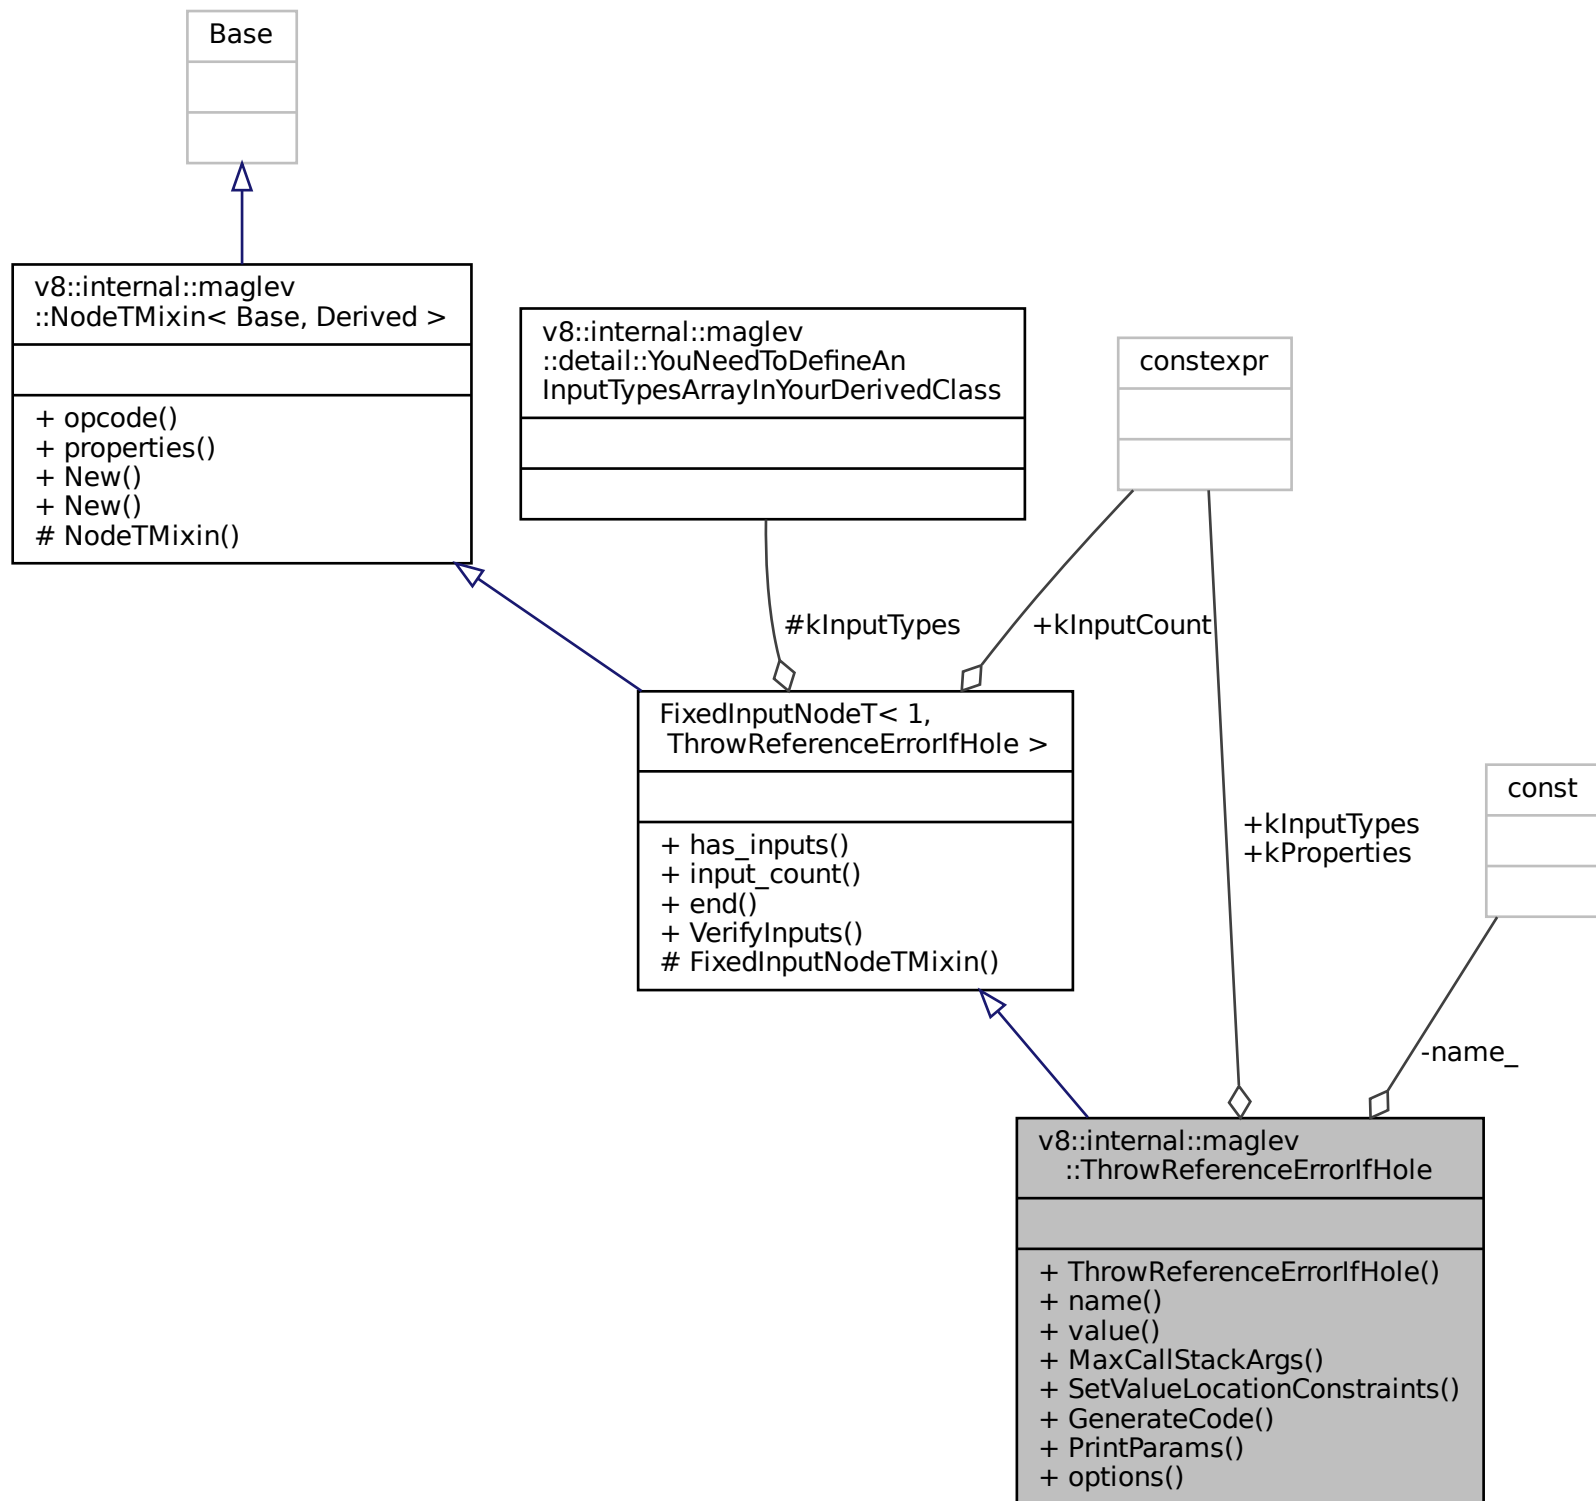 Base
v8::internal::maglev
::NodeTMixin< Base, Derived >
+ opcode()
+ properties()
+ New()
+ New()
# NodeTMixin()
v8::internal::maglev
::detail::YouNeedToDefineAn
InputTypesArrayInYourDerivedClass
constexpr
#kInputTypes
+kInputCount
FixedInputNodeT< 1,
ThrowReferenceErrorIfHole >
+ has_inputs()
+ input_count()
+ end()
+ VerifyInputs()
# FixedInputNodeTMixin()
+kInputTypes
+kProperties
const
-name_
v8::internal::maglev
::ThrowReferenceErrorIfHole
+ ThrowReferenceErrorIfHole()
+ name()
+ value()
+ MaxCallStackArgs()
+ SetValueLocationConstraints()
+ GenerateCode()
+ PrintParams()
+ options()